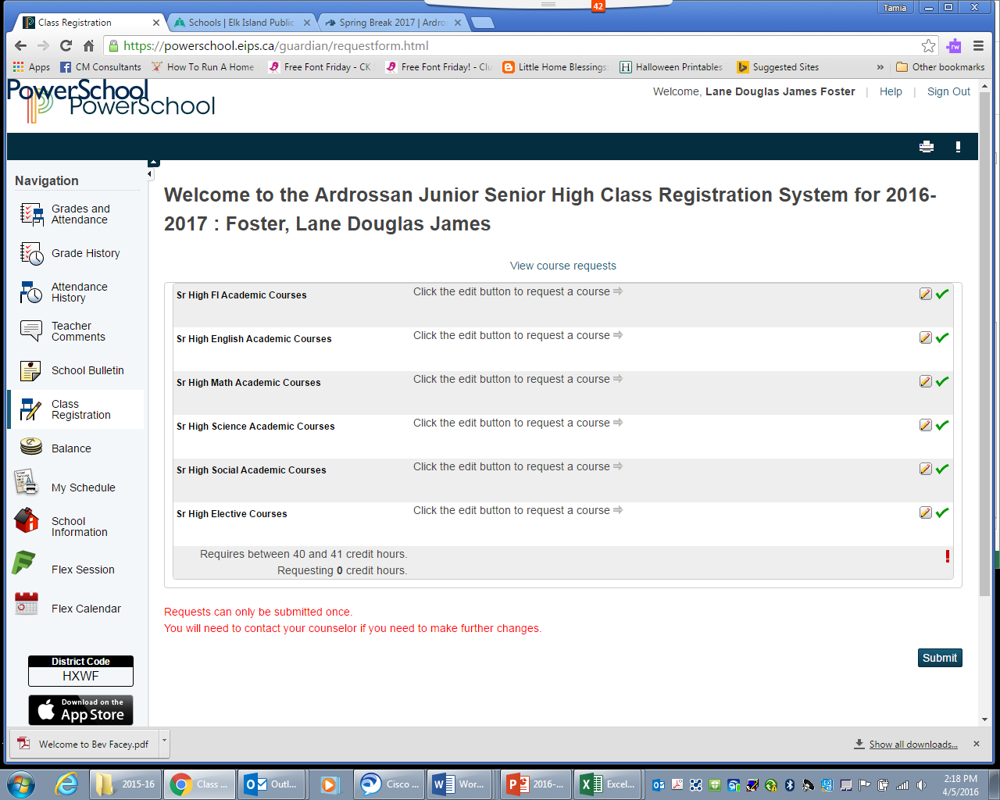 42
Tamia
Class Registration
Schools | Elk Island Public
Spring Break 2017 | Ardro
https://powerschool.eips.ca/guardian/requestform.html
rw
Apps
CM Consultants
How To Run A Home
Free Font Friday - CK
Free Font Friday! - Clu
Little Home Blessings:
Halloween Printables
Suggested Sites
»
Other bookmarks
PowerSchool
PowerSchool
Welcome, Lane Douglas James Foster | Help | Sign Out
Navigation
Grades and
Attendance
Grade History
Attendance
History
Teacher
Comments
School Bulletin
Class
Registration
Balance
My Schedule
School
Information
Flex Session
Flex Calendar
District Code
HXWF
Download on the
App Store
Welcome to the Ardrossan Junior Senior High Class Registration System for 2016-
2017 : Foster, Lane Douglas James
View course requests
Sr High FI Academic Courses Click the edit button to request a course
Sr High English Academic Courses Click the edit button to request a course
Sr High Math Academic Courses Click the edit button to request a course
Sr High Science Academic Courses Click the edit button to request a course
Sr High Social Academic Courses Click the edit button to request a course
Sr High Elective Courses Click the edit button to request a course
Requires between 40 and 41 credit hours.
Requesting 0 credit hours.
Requests can only be submitted once.
You will need to contact your counselor if you need to make further changes.
Submit
Welcome to Bev Facey.pdf
Show all downloads...
2015-16
Class ...
Outl...
Cisco ...
Wor...
2016-...
Excel...
2:18 PM
4/5/2016